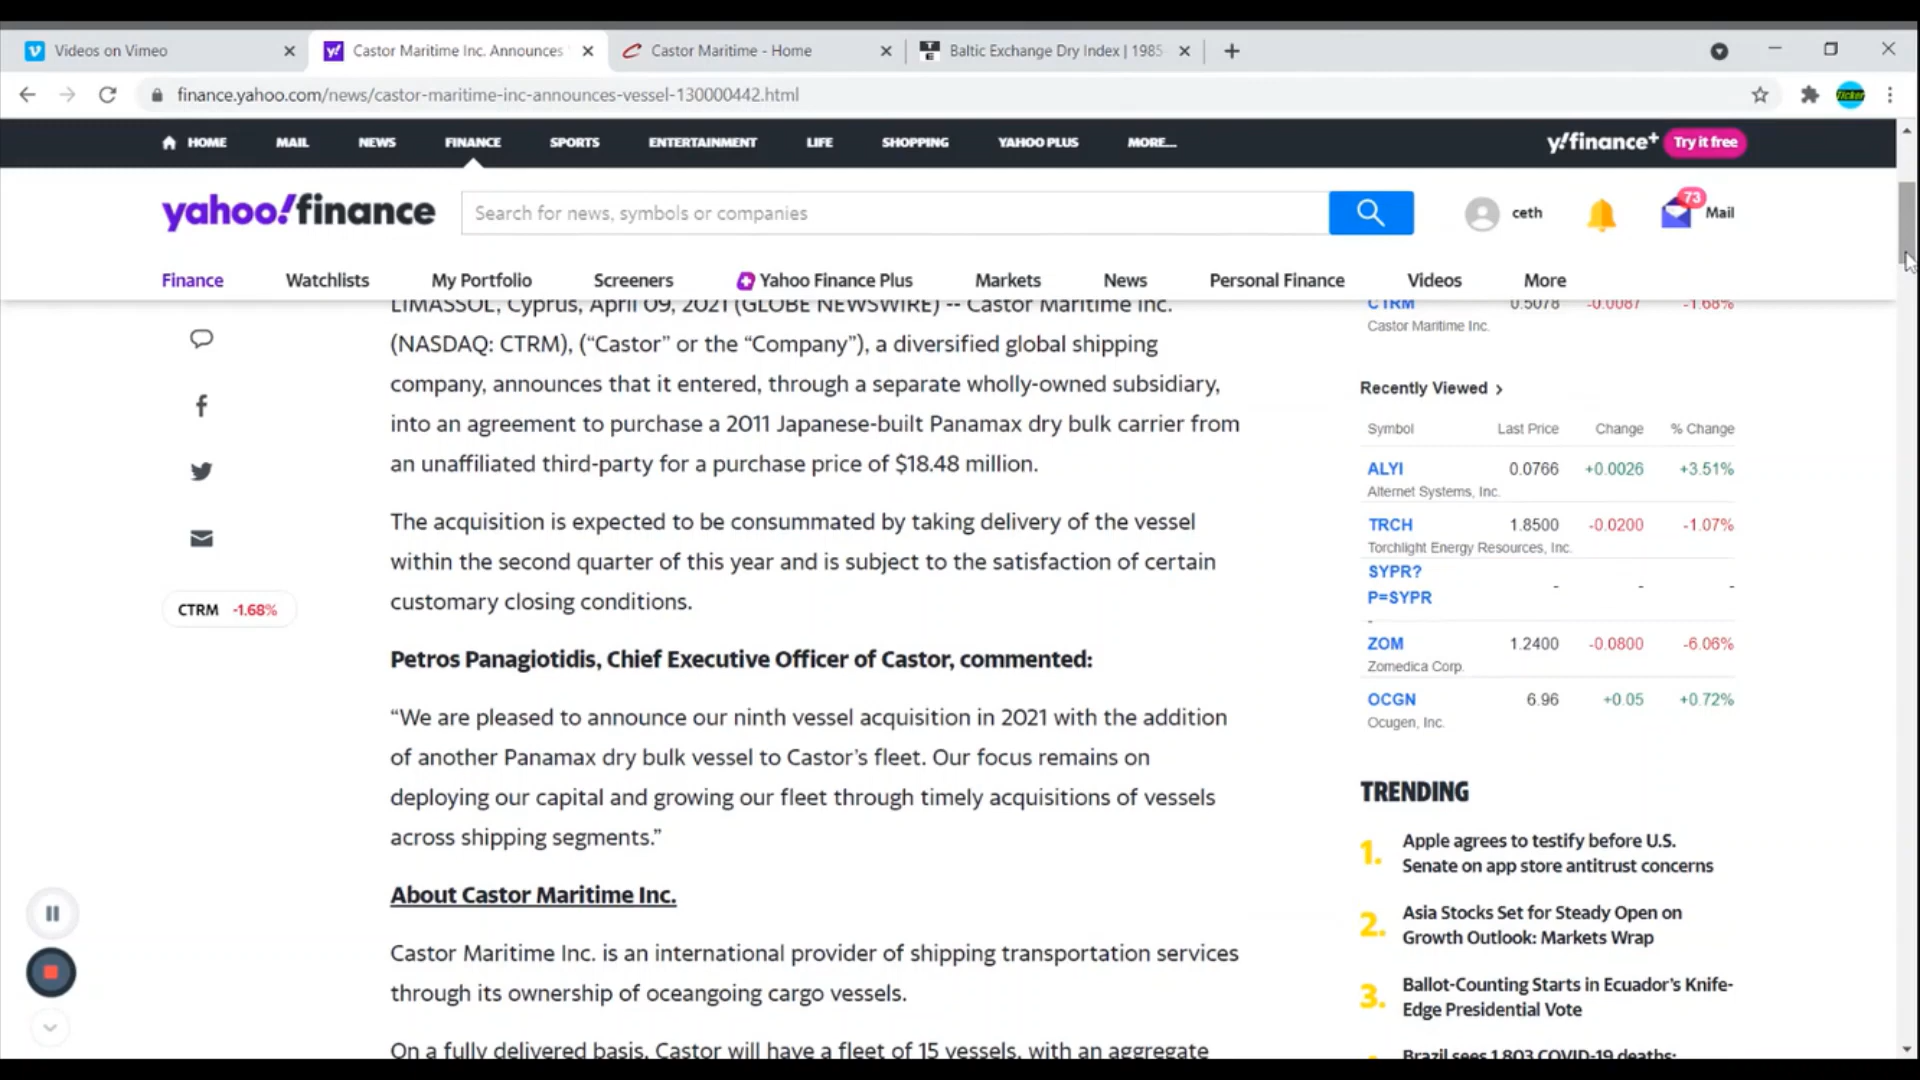 Videos on Vimeo
Castor Maritime Inc. Announces
Castor Maritime - Home
Baltic Exchange Dry Index | 1985
finance.yahoo.com/news/castor-maritime-inc-announces-vessel-130000442.html
HOME MAIL NEWS FINANCE SPORTS ENTERTAINMENT LIFE SHOPPING YAHOO PLUS MORE...
y!finance+ Try it free
yahoo!finance
Search for news, symbols or companies
ceth
73
Mail
Finance Watchlists My Portfolio Screeners Yahoo Finance Plus Markets News Personal Finance Videos More
LIMASSOL, Cyprus, April 09, 2021 (GLOBE NEWSWIRE) -- Castor Maritime Inc.
(NASDAQ: CTRM), (“Castor” or the “Company”), a diversified global shipping
company, announces that it entered, through a separate wholly-owned subsidiary,
into an agreement to purchase a 2011 Japanese-built Panamax dry bulk carrier from
an unaffiliated third-party for a purchase price of $18.48 million.
The acquisition is expected to be consummated by taking delivery of the vessel
within the second quarter of this year and is subject to the satisfaction of certain
customary closing conditions.
CTRM -1.68%
Petros Panagiotidis, Chief Executive Officer of Castor, commented:
“We are pleased to announce our ninth vessel acquisition in 2021 with the addition
of another Panamax dry bulk vessel to Castor’s fleet. Our focus remains on
deploying our capital and growing our fleet through timely acquisitions of vessels
across shipping segments.”
About Castor Maritime Inc.
Castor Maritime Inc. is an international provider of shipping transportation services
through its ownership of oceangoing cargo vessels.
On a fully delivered basis, Castor will have a fleet of 15 vessels, with an aggregate
CTRM 0.5078 -0.0087 -1.68%
Castor Maritime Inc.
Recently Viewed
Symbol Last Price Change % Change
ALYI 0.0766 +0.0026 +3.51%
Alternet Systems, Inc.
TRCH 1.8500 -0.0200 -1.07%
Torchlight Energy Resources, Inc.
SYPR?
P=SYPR - - -
-
ZOM 1.2400 -0.0800 -6.06%
Zomedica Corp.
OCGN 6.96 +0.05 +0.72%
Ocugen, Inc.
TRENDING
1. Apple agrees to testify before U.S.
Senate on app store antitrust concerns
2. Asia Stocks Set for Steady Open on
Growth Outlook: Markets Wrap
3. Ballot-Counting Starts in Ecuador’s Knife-
Edge Presidential Vote
Brazil sees 1,803 COVID-19 deaths;